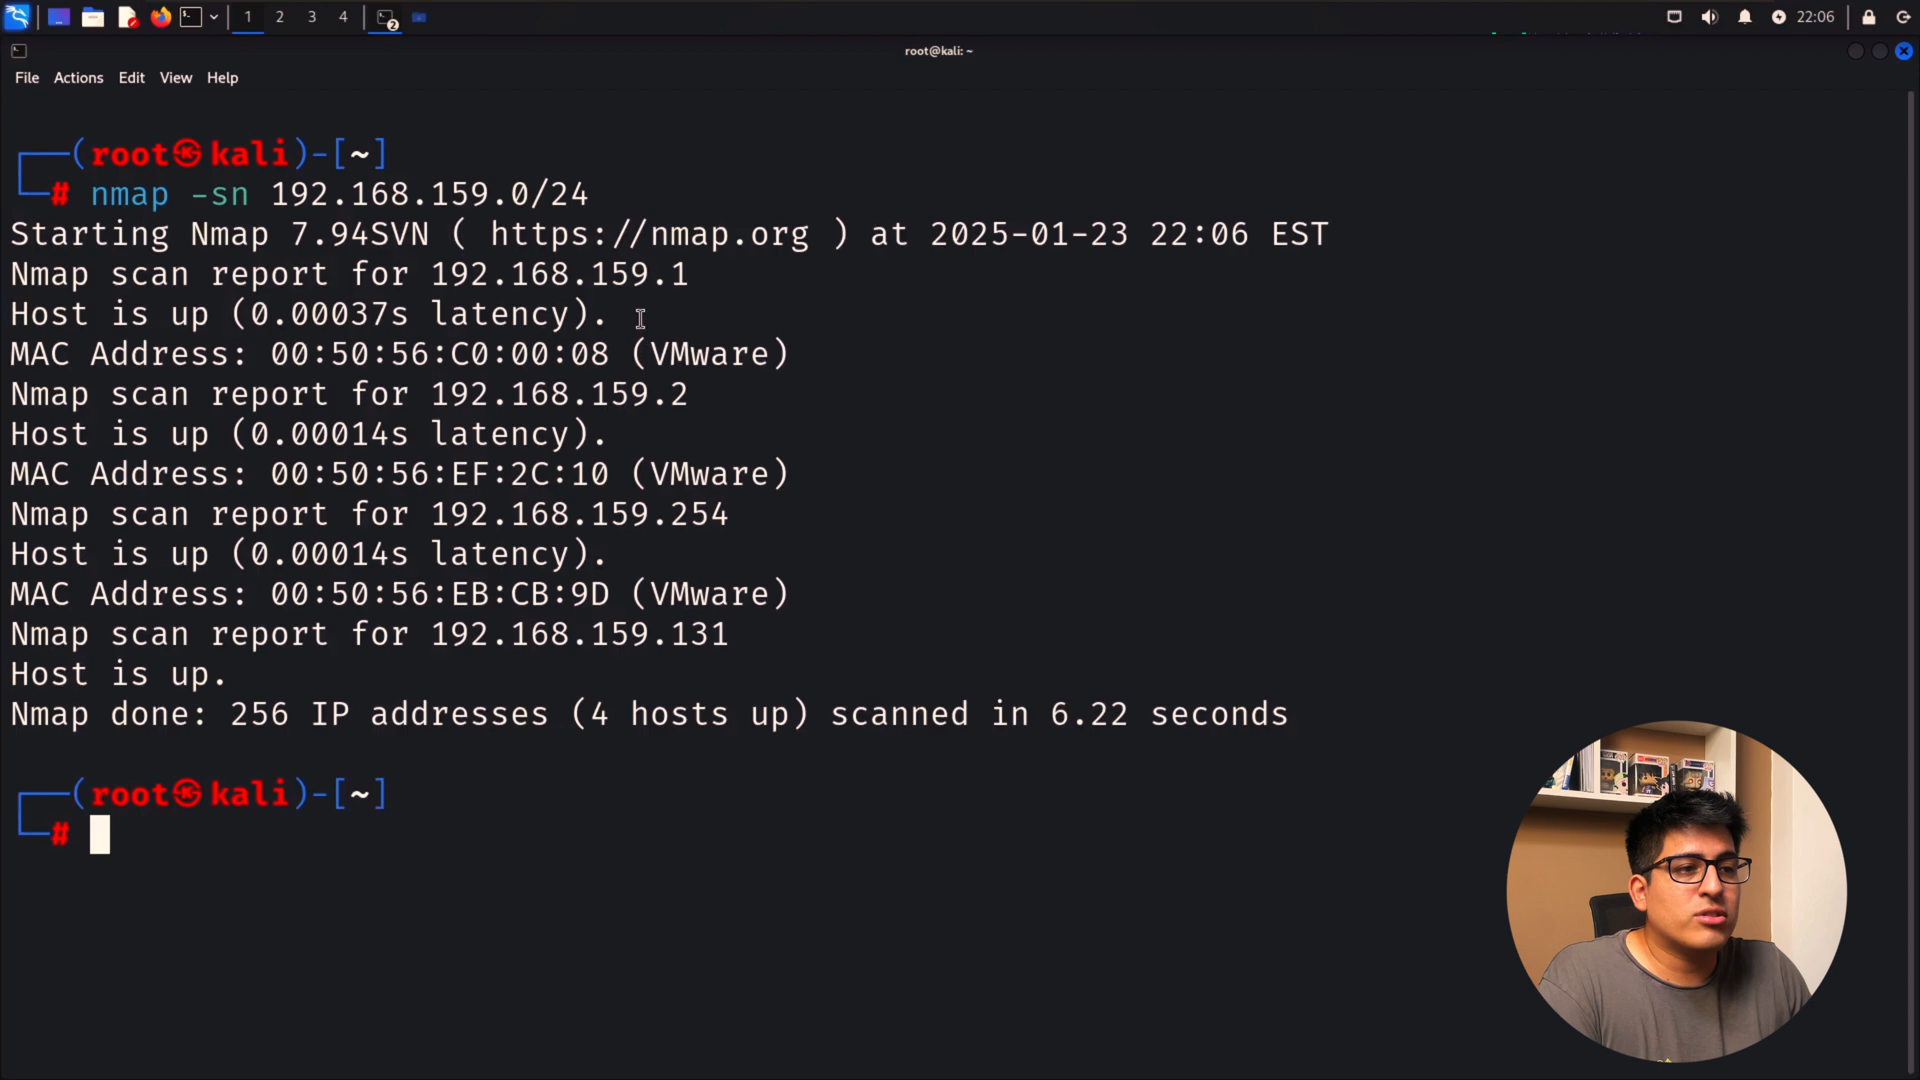 1 2 3 4 2 22:06
root@kali: ~
File Actions Edit View Help
┌──(root㉿kali)-[~]
└─# nmap -sn 192.168.159.0/24
Starting Nmap 7.94SVN ( https://nmap.org ) at 2025-01-23 22:06 EST
Nmap scan report for 192.168.159.1
Host is up (0.00037s latency).
MAC Address: 00:50:56:C0:00:08 (VMware)
Nmap scan report for 192.168.159.2
Host is up (0.00014s latency).
MAC Address: 00:50:56:EF:2C:10 (VMware)
Nmap scan report for 192.168.159.254
Host is up (0.00014s latency).
MAC Address: 00:50:56:EB:CB:9D (VMware)
Nmap scan report for 192.168.159.131
Host is up.
Nmap done: 256 IP addresses (4 hosts up) scanned in 6.22 seconds
┌──(root㉿kali)-[~]
└─#